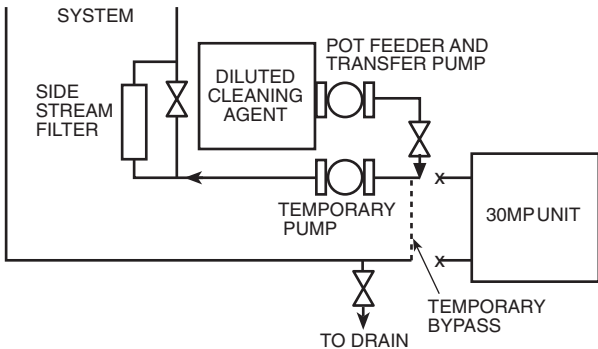 SYSTEM
POT FEEDER AND
TRANSFER PUMP
DILUTED
CLEANING
AGENT
SIDE
STREAM
FILTER
TEMPORARY
PUMP
x
x
30MP UNIT
TEMPORARY
BYPASS
TO DRAIN